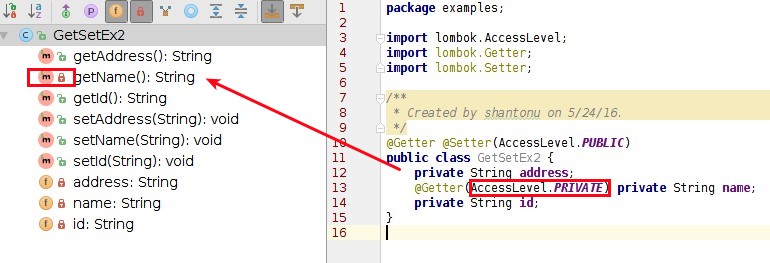 GetSetEx2
getAddress(): String
getName(): String
getId(): String
setAddress(String): void
setName(String): void
setId(String): void
address: String
name: String
id: String
1 package examples;
2
3 import lombok.AccessLevel;
4 import lombok.Getter;
5 import lombok.Setter;
6
7 /**
8 * Created by shantonu on 5/24/16.
9 */
10 @Getter @Setter(AccessLevel.PUBLIC)
11 public class GetSetEx2 {
12 private String address;
13 @Getter(AccessLevel.PRIVATE) private String name;
14 private String id;
15 }
16